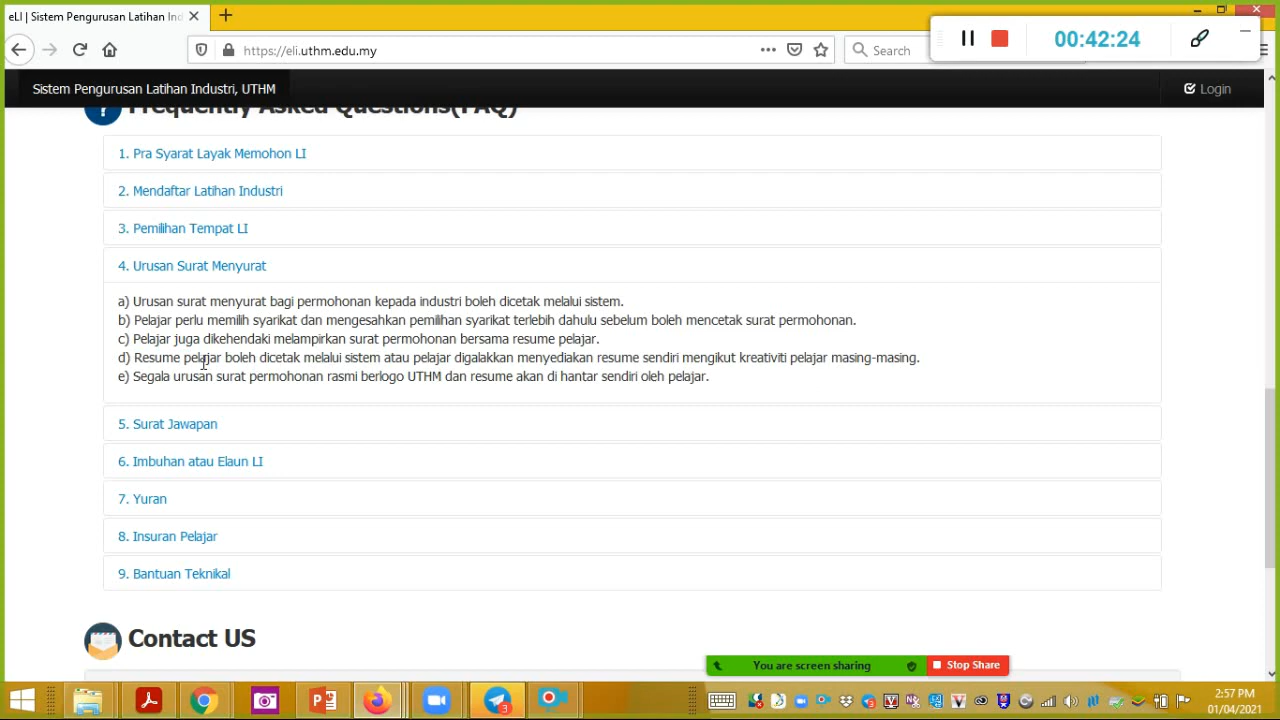 eLI | Sistem Pengurusan Latihan Ind
https://eli.uthm.edu.my
Search
00:42:24
Sistem Pengurusan Latihan Industri, UTHM
Login
Frequently Asked Questions(FAQ)
1. Pra Syarat Layak Memohon LI
2. Mendaftar Latihan Industri
3. Pemilihan Tempat LI
4. Urusan Surat Menyurat
a) Urusan surat menyurat bagi permohonan kepada industri boleh dicetak melalui sistem.
b) Pelajar perlu memilih syarikat dan mengesahkan pemilihan syarikat terlebih dahulu sebelum boleh mencetak surat permohonan.
c) Pelajar juga dikehendaki melampirkan surat permohonan bersama resume pelajar.
d) Resume pelajar boleh dicetak melalui sistem atau pelajar digalakkan menyediakan resume sendiri mengikut kreativiti pelajar masing-masing.
e) Segala urusan surat permohonan rasmi berlogo UTHM dan resume akan di hantar sendiri oleh pelajar.
5. Surat Jawapan
6. Imbuhan atau Elaun LI
7. Yuran
8. Insuran Pelajar
9. Bantuan Teknikal
Contact US
You are screen sharing
Stop Share
3
2:57 PM
01/04/2021